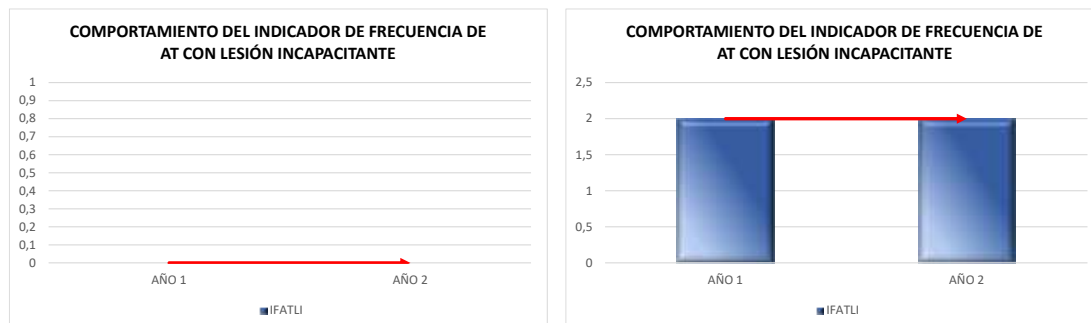 COMPORTAMIENTO DEL INDICADOR DE FRECUENCIA DE
AT CON LESIÓN INCAPACITANTE
1
0,9
0,8
0,7
0,6
0,5
0,4
0,3
0,2
0,1
0
AÑO 1 AÑO 2
IFATLI
COMPORTAMIENTO DEL INDICADOR DE FRECUENCIA DE
AT CON LESIÓN INCAPACITANTE
2,5
2
1,5
1
0,5
0
AÑO 1 AÑO 2
IFATLI